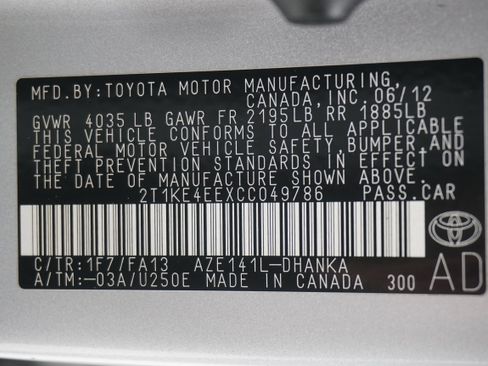 MFD.BY:TOYOTA MOTOR MANUFACTURING,
CANADA, INC. 06/12
GVWR 4035 LB GAWR FR 2195LB RR 1885LB
THIS VEHICLE CONFORMS TO ALL APPLICABLE
FEDERAL MOTOR VEHICLE SAFETY, BUMPER, AND
THEFT PREVENTION STANDARDS IN EFFECT ON
THE DATE OF MANUFACTURE SHOWN ABOVE.
2T1KE4EEXCC049786 PASS.CAR
C/TR:1F7/FA13 AZE141L-DHANKA
A/TM:-03A/U250E MADE IN CANADA 300
AD